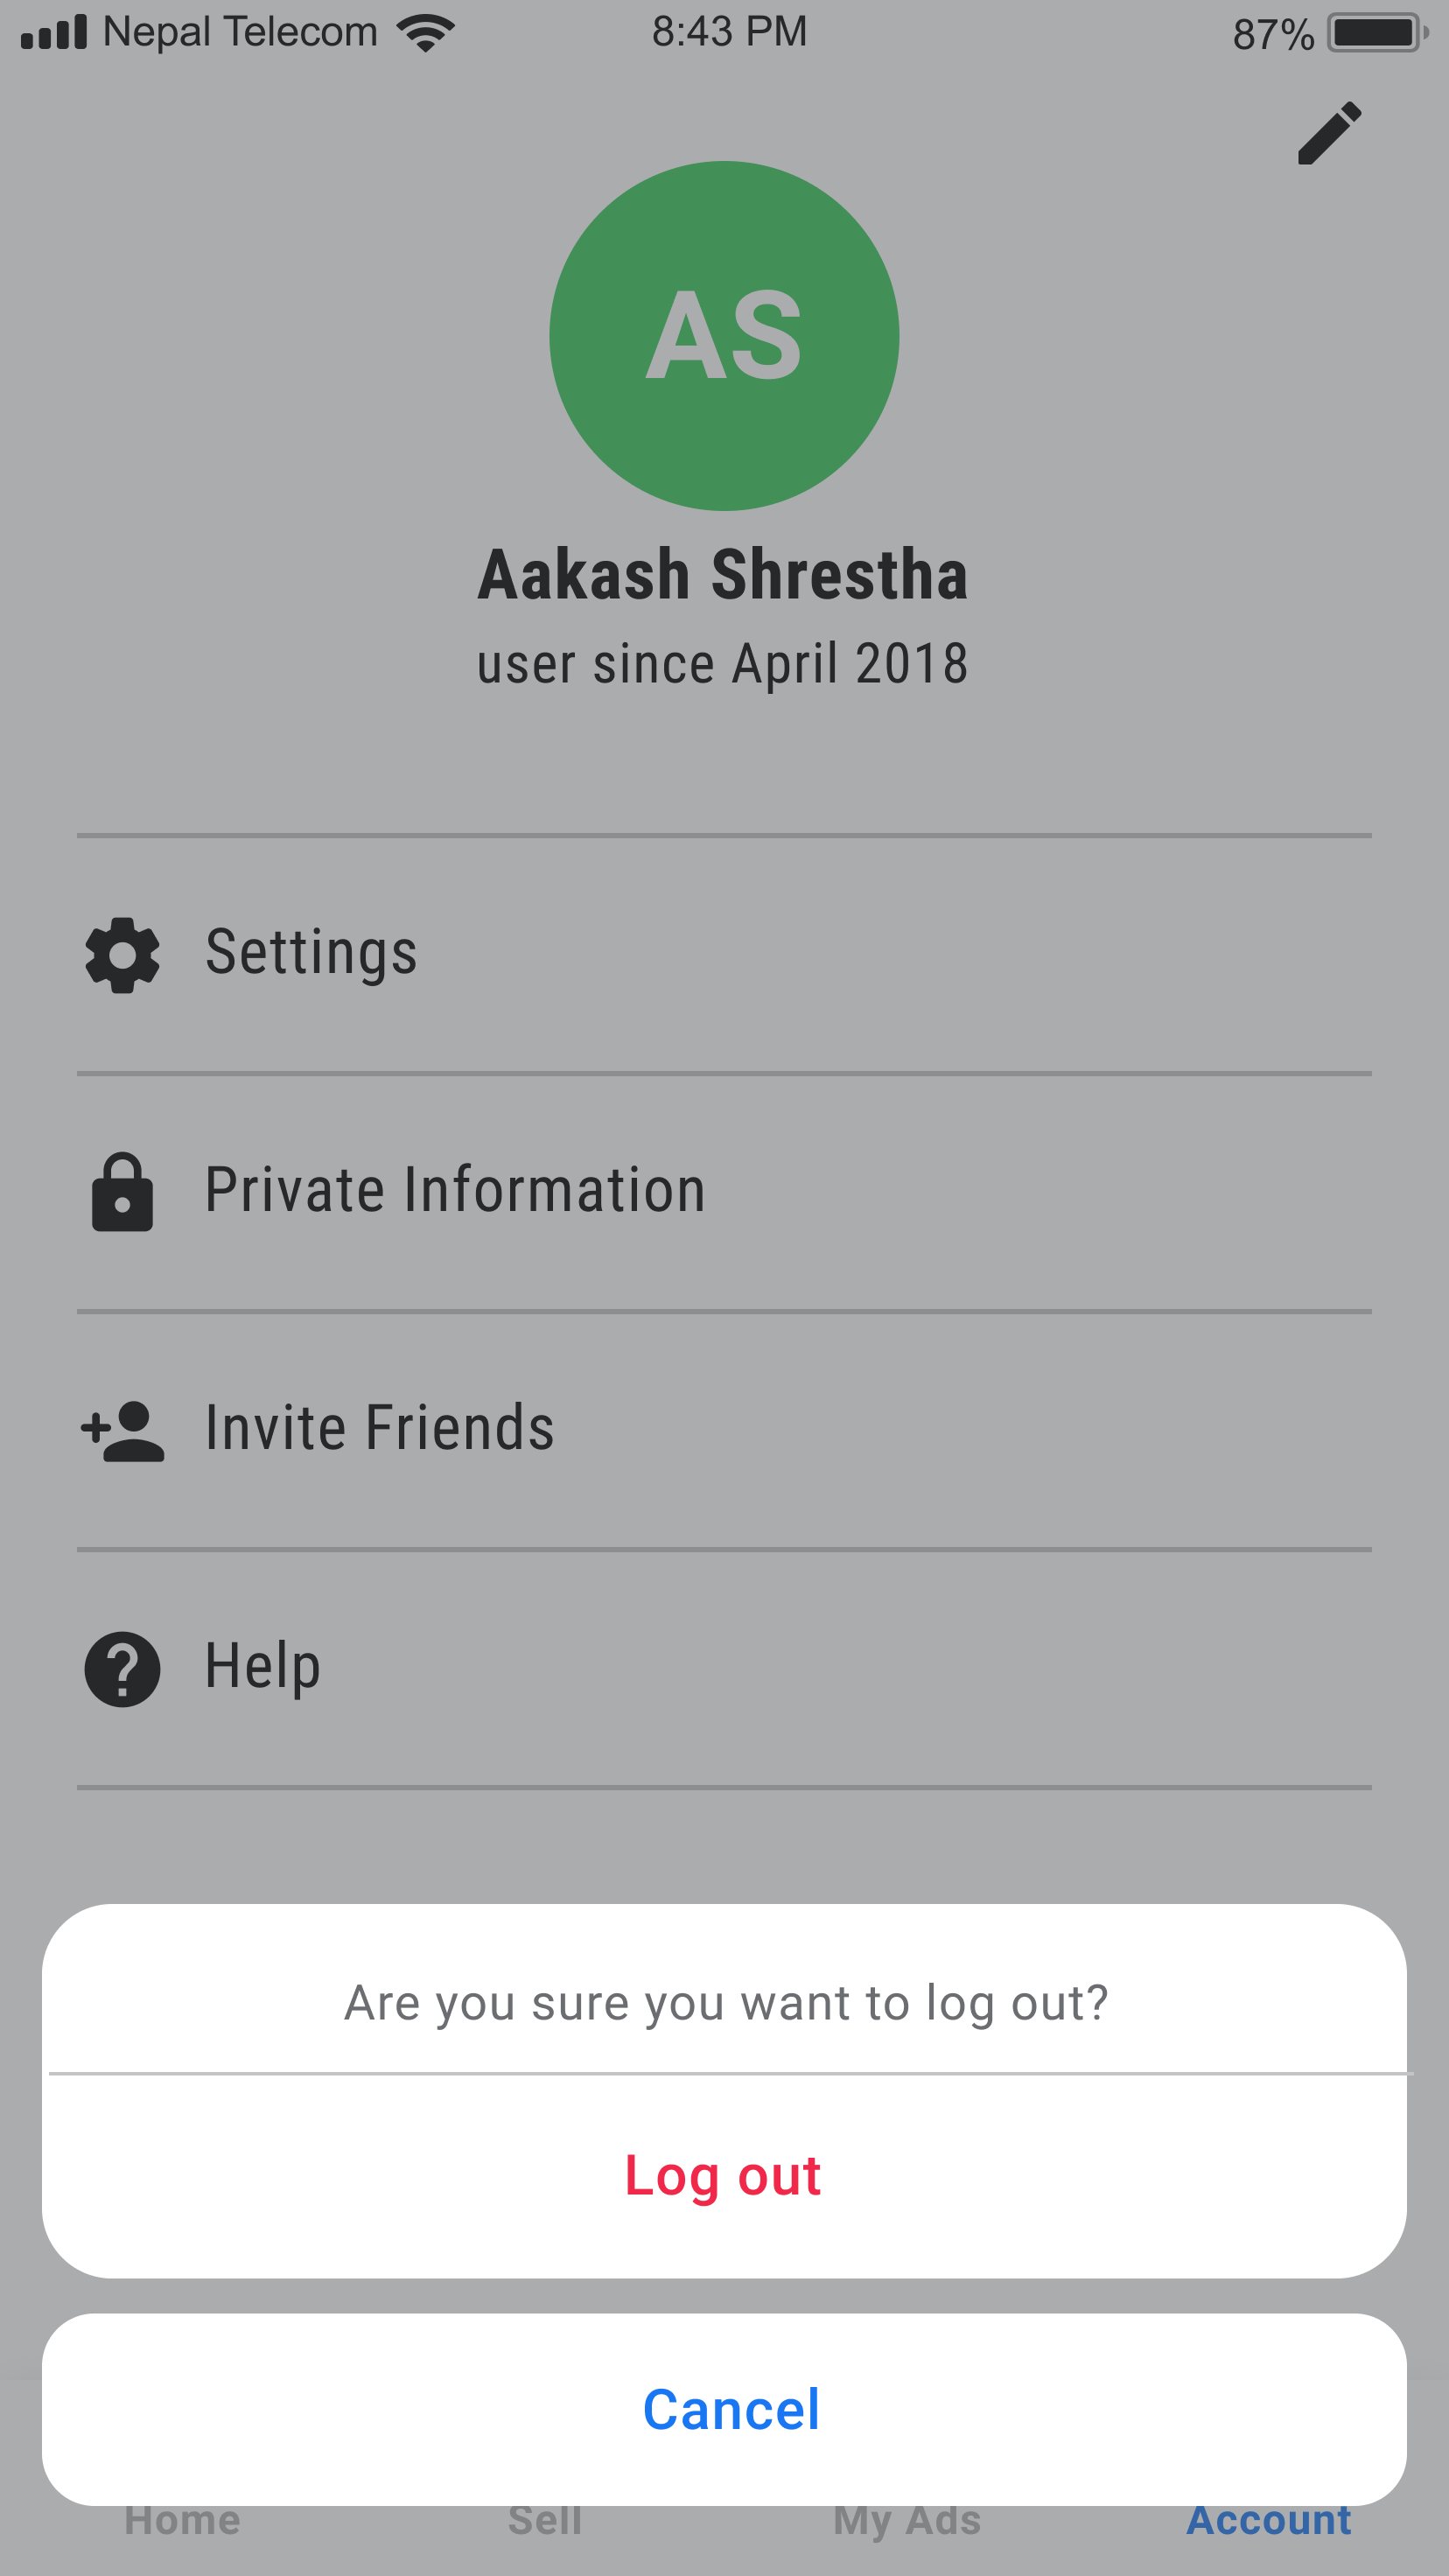 Nepal Telecom 8:43 PM 87%
AS
Aakash Shrestha
user since April 2018
Settings
Private Information
Invite Friends
Help
Are you sure you want to log out?
Log out
Cancel
Home Sell My Ads Account